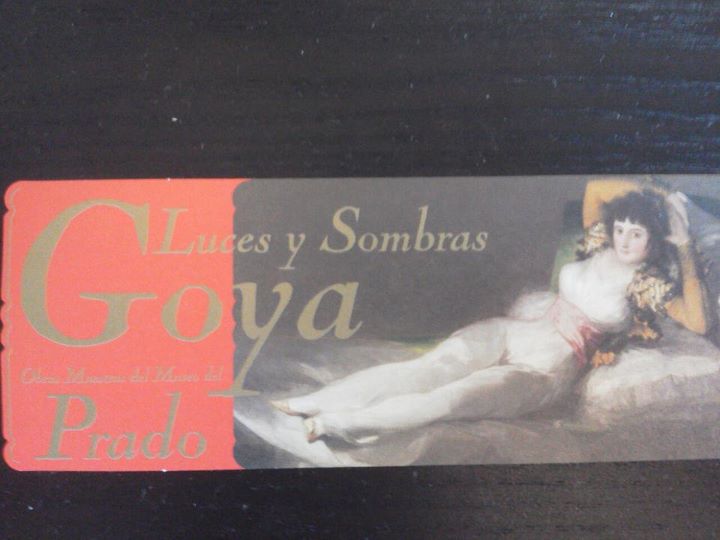 Luces y Sombras
Goya
Obras Maestras del Museo del
Prado